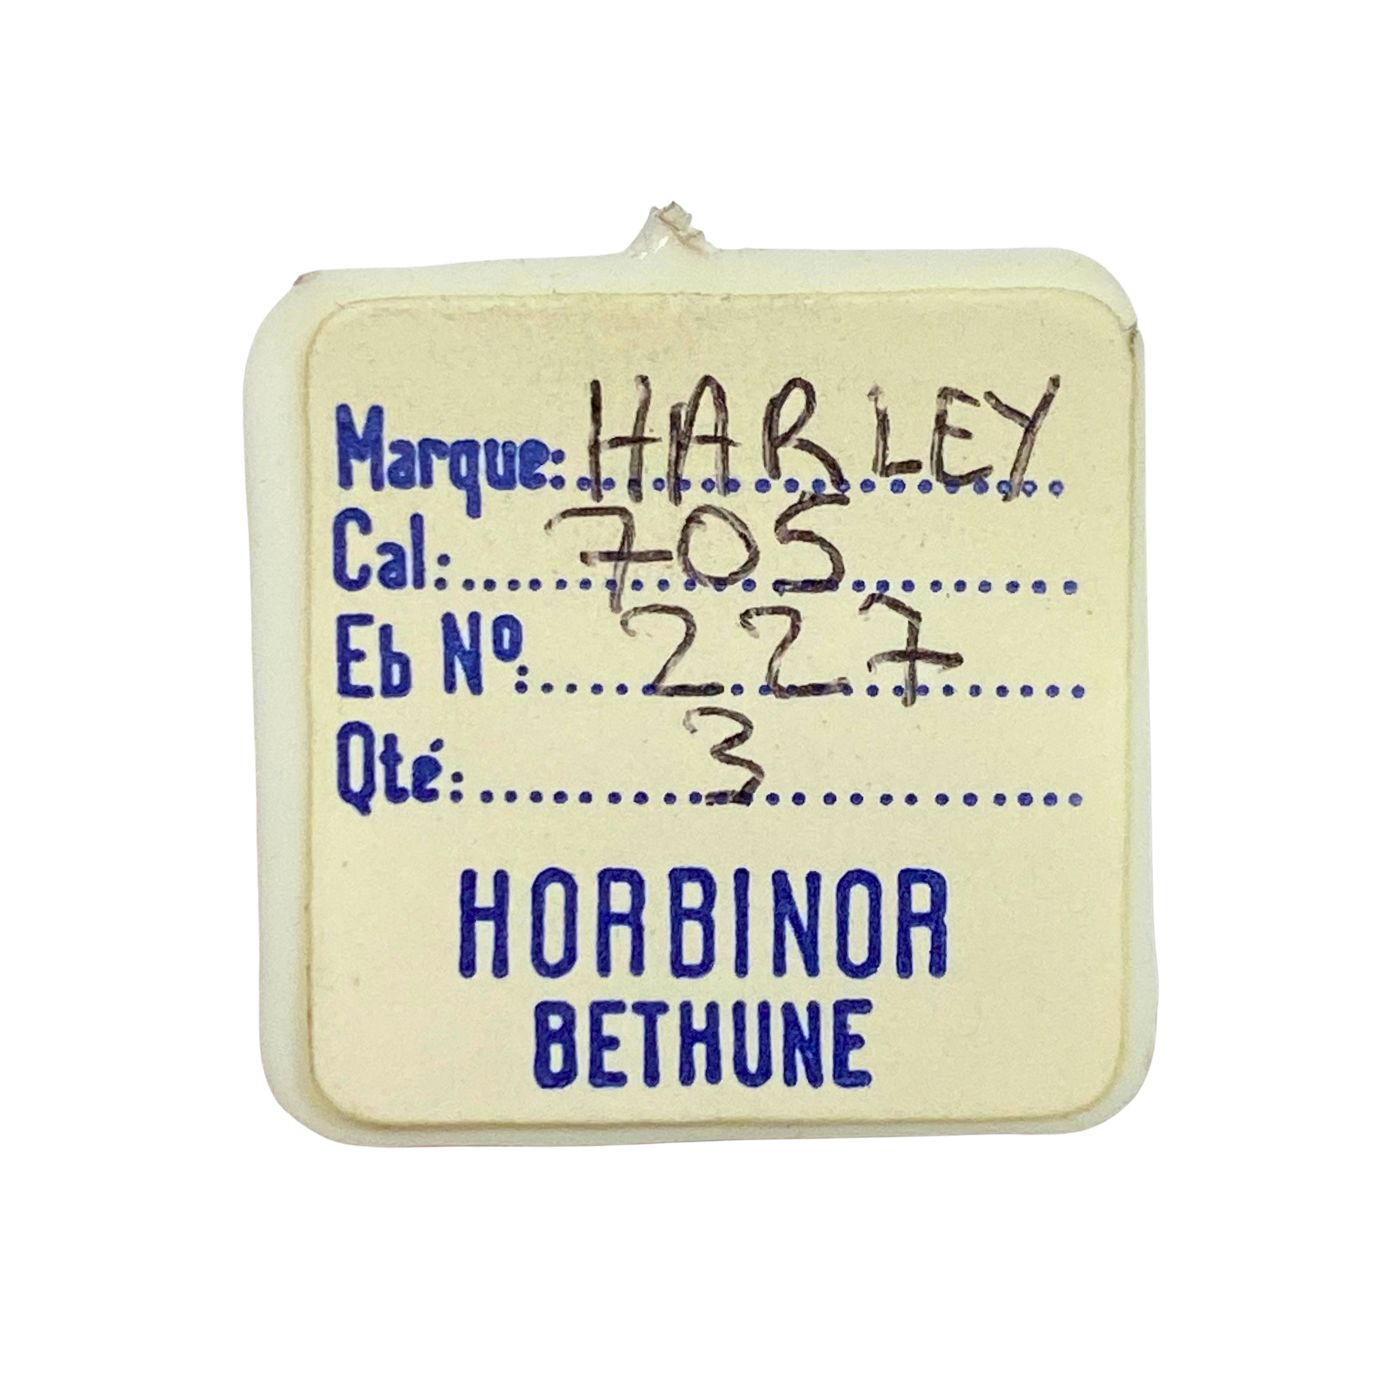 Marque: HARLEY
Cal: 705
Eb Nº: 227
Qté: 3
HORBINOR
BETHUNE